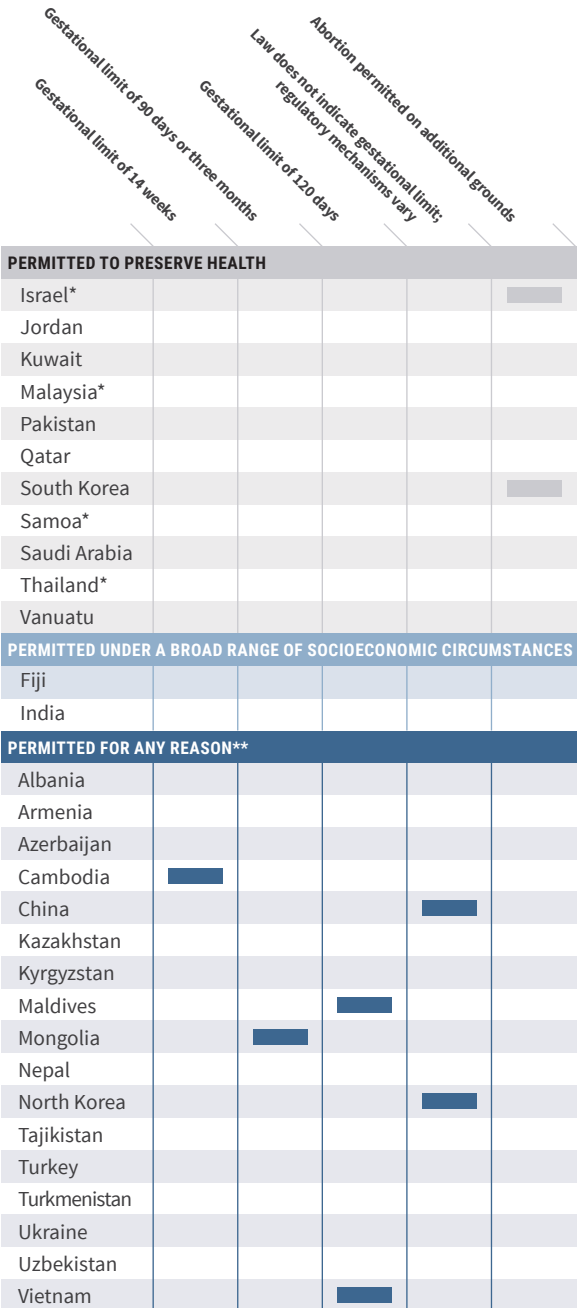 Gestational limit of 14 weeks
Gestational limit of 90 days or three months
Gestational limit of 120 days
Law does not indicate gestational limit;
regulatory mechanisms vary
Abortion permitted on additional grounds
PERMITTED TO PRESERVE HEALTH
Israel*
Jordan
Kuwait
Malaysia*
Pakistan
Qatar
South Korea
Samoa*
Saudi Arabia
Thailand*
Vanuatu
PERMITTED UNDER A BROAD RANGE OF SOCIOECONOMIC CIRCUMSTANCES
Fiji
India
PERMITTED FOR ANY REASON**
Albania
Armenia
Azerbaijan
Cambodia
China
Kazakhstan
Kyrgyzstan
Maldives
Mongolia
Nepal
North Korea
Tajikistan
Turkey
Turkmenistan
Ukraine
Uzbekistan
Vietnam